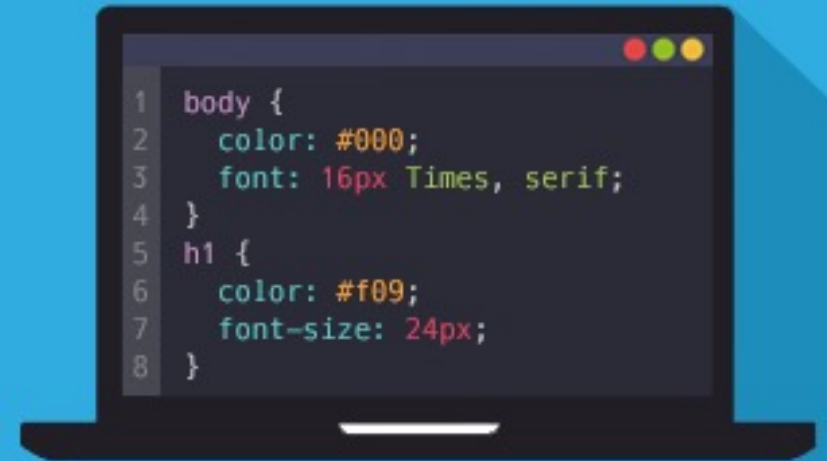 1 body {
2   color: #000;
3   font: 16px Times, serif;
4 }
5 h1 {
6   color: #f09;
7   font-size: 24px;
8 }